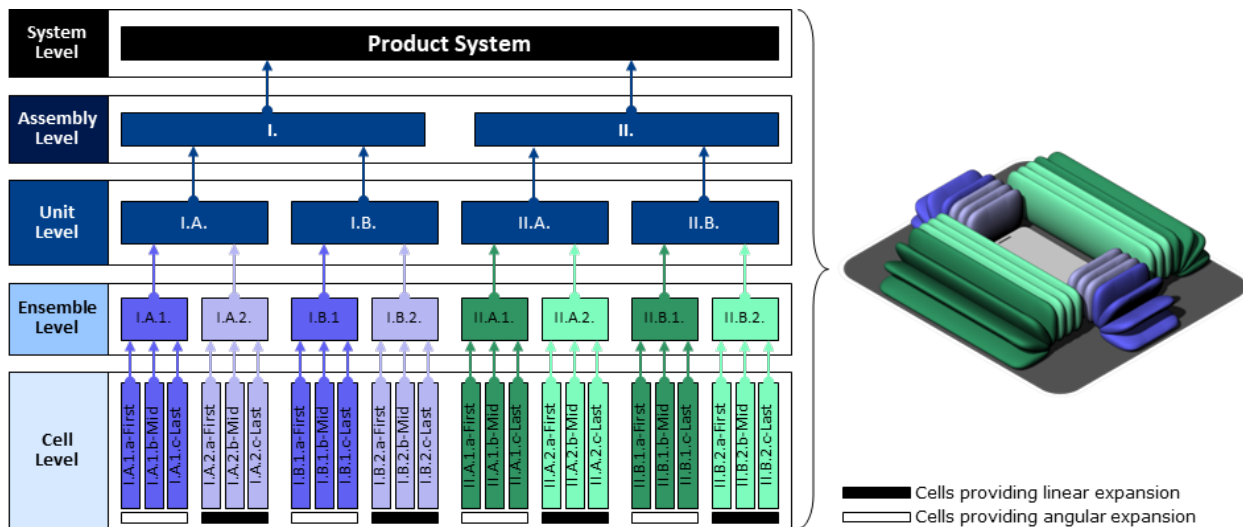 System
Level
Product System
Assembly
Level
I.
II.
Unit
Level
I.A.
I.B.
II.A.
II.B.
Ensemble
Level
I.A.1.
I.A.2.
I.B.1
I.B.2.
II.A.1.
II.A.2.
II.B.1.
II.B.2.
Cell
Level
I.A.1.a-First
I.A.1.b-Mid
I.A.1.c-Last
I.A.2.a-First
I.A.2.b-Mid
I.A.2.c-Last
I.B.1.a-First
I.B.1.b-Mid
I.B.1.c-Last
I.B.2.a-First
I.B.2.b-Mid
I.B.2.c-Last
II.A.1.a-First
II.A.1.b-Mid
II.A.1.c-Last
II.A.2.a-First
II.A.2.b-Mid
II.A.2.c-Last
II.B.1.a-First
II.B.1.b-Mid
II.B.1.c-Last
II.B.2.a-First
II.B.2.b-Mid
II.B.2.c-Last
Cells providing linear expansion
Cells providing angular expansion